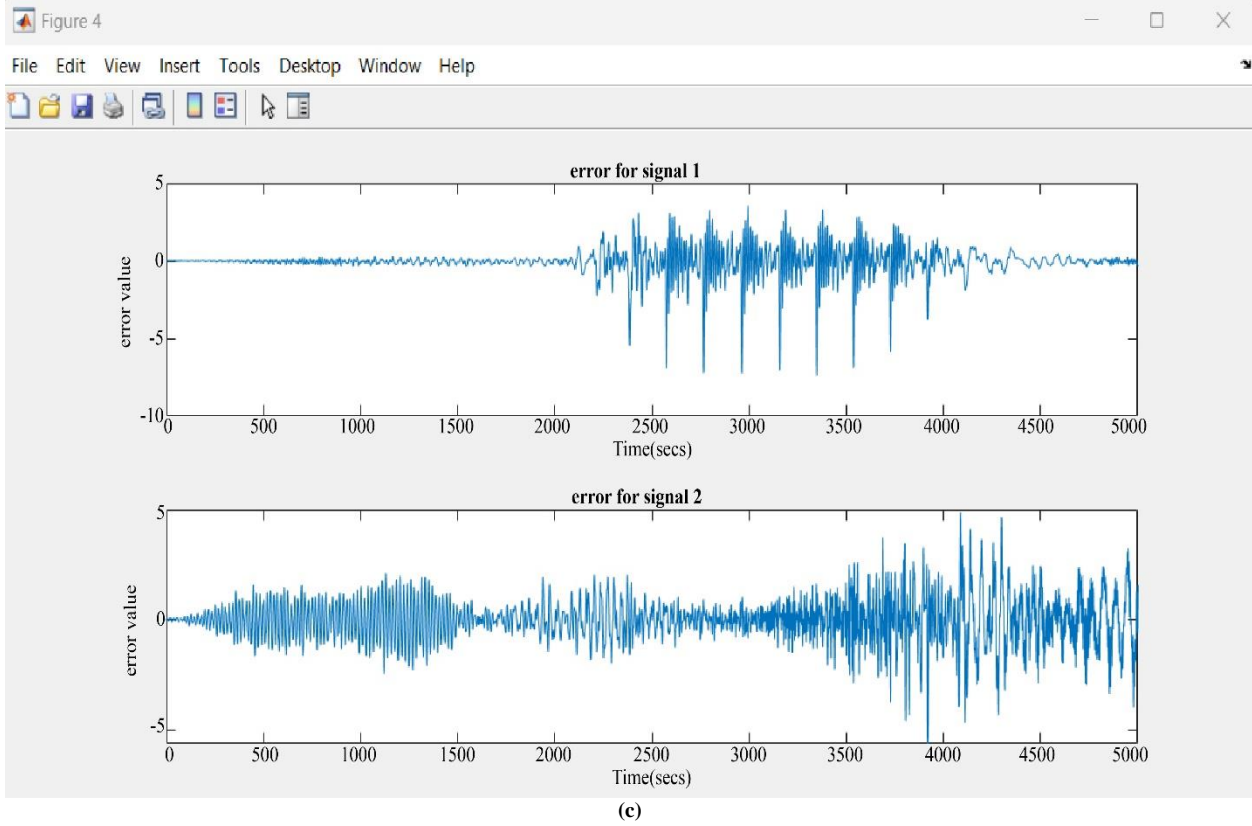 Figure 4
File Edit View Insert Tools Desktop Window Help
error for signal 1
5
0
-5
-10
error value
0 500 1000 1500 2000 2500 3000 3500 4000 4500 5000
Time(secs)
error for signal 2
5
0
-5
error value
0 500 1000 1500 2000 2500 3000 3500 4000 4500 5000
Time(secs)
(c)